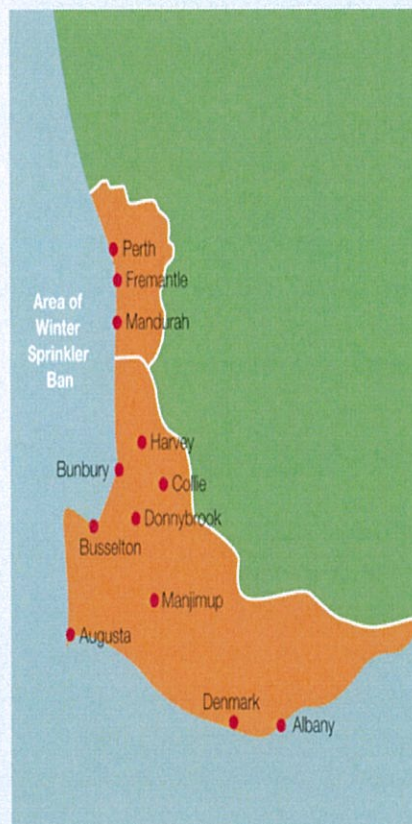 Perth
Fremantle
Area of
Winter
Sprinkler
Ban
Mandurah
Harvey
Bunbury
Collie
Donnybrook
Busselton
Manjimup
Augusta
Denmark
Albany